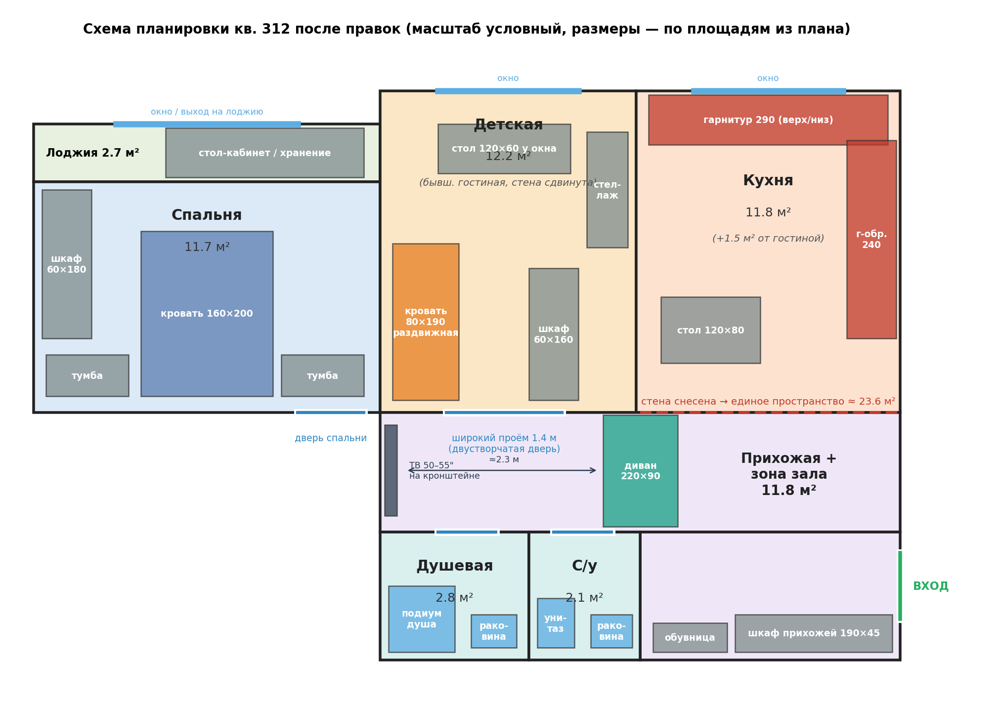 Схема планировки кв. 312 после правок (масштаб условный, размеры — по площадям из плана)
окно
окно
окно / выход на лоджию
Лоджия 2.7 м²
стол-кабинет / хранение
Детская
стол 120×60 у окна
12.2 м²
(бывш. гостиная, стена сдвинута)
стел-
лаж
кровать
80×190
раздвижная
шкаф
60×160
гарнитур 290 (верх/низ)
Кухня
11.8 м²
(+1.5 м² от гостиной)
г-обр.
240
стол 120×80
стена снесена → единое пространство ≈ 23.6 м²
Спальня
11.7 м²
шкаф
60×180
кровать 160×200
тумба
тумба
дверь спальни
широкий проём 1.4 м
(двустворчатая дверь)
≈2.3 м
ТВ 50–55"
на кронштейне
диван
220×90
Прихожая +
зона зала
11.8 м²
Душевая
2.8 м²
подиум
душа
рако-
вина
С/у
2.1 м²
уни-
таз
рако-
вина
обувница
шкаф прихожей 190×45
ВХОД